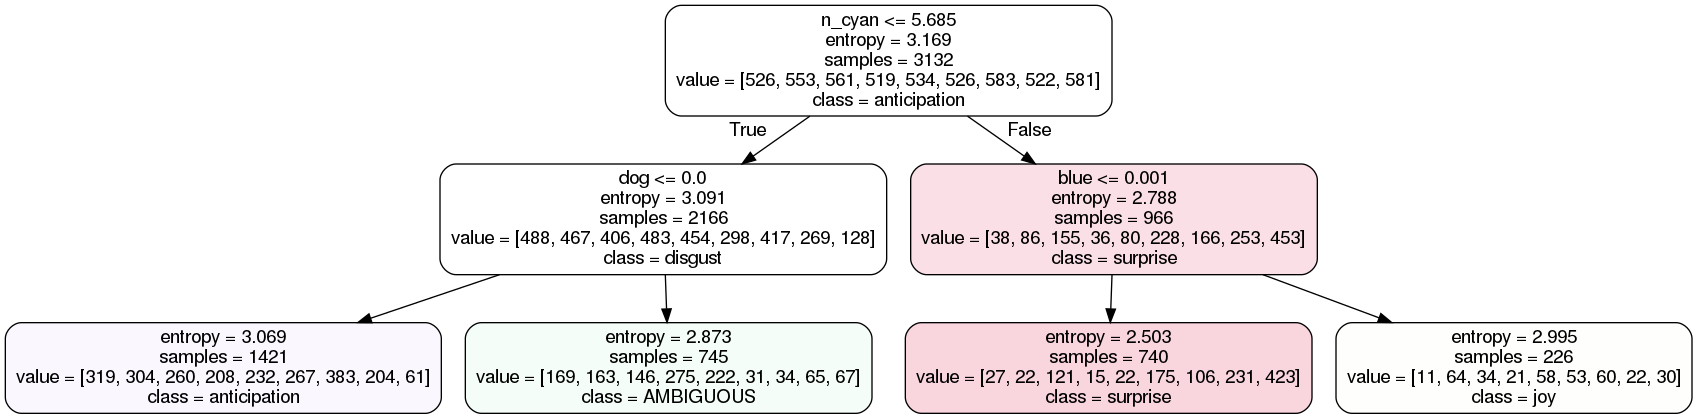 n_cyan <= 5.685
entropy = 3.169
samples = 3132
value = [526, 553, 561, 519, 534, 526, 583, 522, 581]
class = anticipation
True
False
dog <= 0.0
entropy = 3.091
samples = 2166
value = [488, 467, 406, 483, 454, 298, 417, 269, 128]
class = disgust
blue <= 0.001
entropy = 2.788
samples = 966
value = [38, 86, 155, 36, 80, 228, 166, 253, 453]
class = surprise
entropy = 3.069
samples = 1421
value = [319, 304, 260, 208, 232, 267, 383, 204, 61]
class = anticipation
entropy = 2.873
samples = 745
value = [169, 163, 146, 275, 222, 31, 34, 65, 67]
class = AMBIGUOUS
entropy = 2.503
samples = 740
value = [27, 22, 121, 15, 22, 175, 106, 231, 423]
class = surprise
entropy = 2.995
samples = 226
value = [11, 64, 34, 21, 58, 53, 60, 22, 30]
class = joy